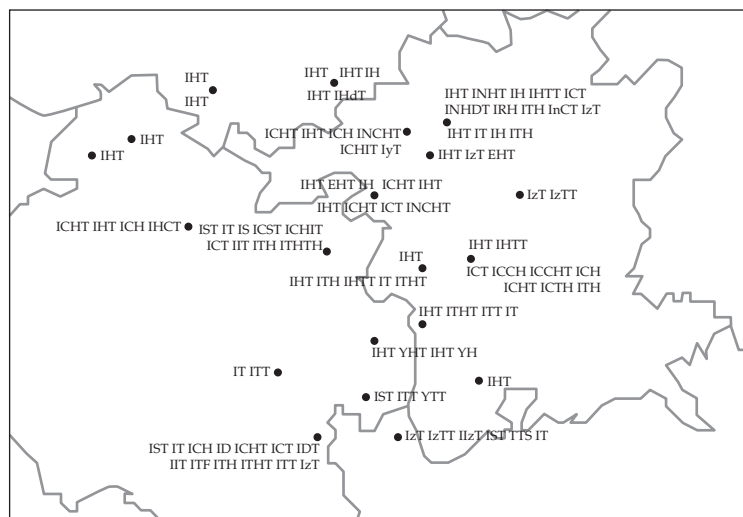 IHT
IHT
IHT IHT IH
IHT IHdT
IHT INHT IH IHTT ICT
INHDT IRH ITH InCT IzT
IHT IT IH ITH
ICHT IHT ICH INCHT
ICHIT IyT
IHT
IHT
IHT IzT EHT
IHT EHT IH ICHT IHT
IHT ICHT ICT INCHT
IzT IzTT
ICHT IHT ICH IHCT
IST IT IS ICST ICHIT
ICT IIT ITH ITHTH
IHT ITH IHTT IT ITHT
IHT
IHT IHTT
ICT ICCH ICCHT ICH
ICHT ICTH ITH
IHT ITHT ITT IT
IHT YHT IHT YH
IT ITT
IHT
IST ITT YTT
IST IT ICH ID ICHT ICT IDT
IIT ITF ITH ITHT ITT IzT
IzT IzTT IIzT IST TTS IT